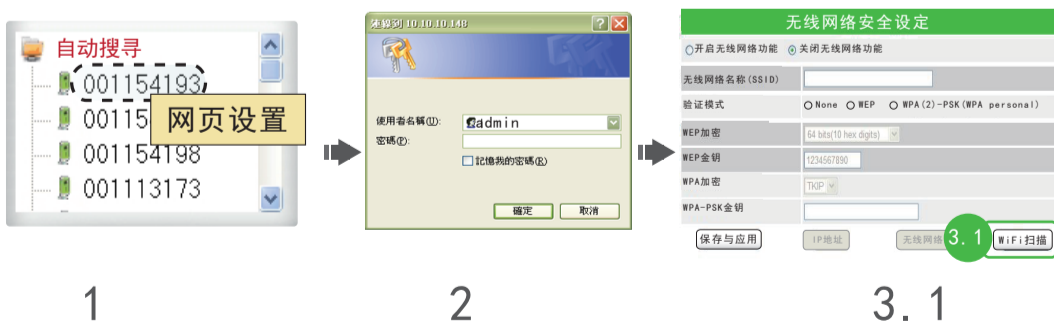 自动搜寻
001154193
00115
网页设置
001154198
001113173
1
連線到 10.10.10.148
使用者名稱(U):
admin
密碼(P):
記憶我的密碼(R)
確定
取消
2
无线网络安全设定
开启无线网络功能
关闭无线网络功能
无线网络名称(SSID)
验证模式
None
WEP
WPA(2)-PSK(WPA personal)
WEP加密
64 bits(10 hex digits)
WEP金钥
1234567890
WPA加密
TKIP
WPA-PSK金钥
保存与应用
IP地址
无线网络
3.1
WiFi扫描
3.1